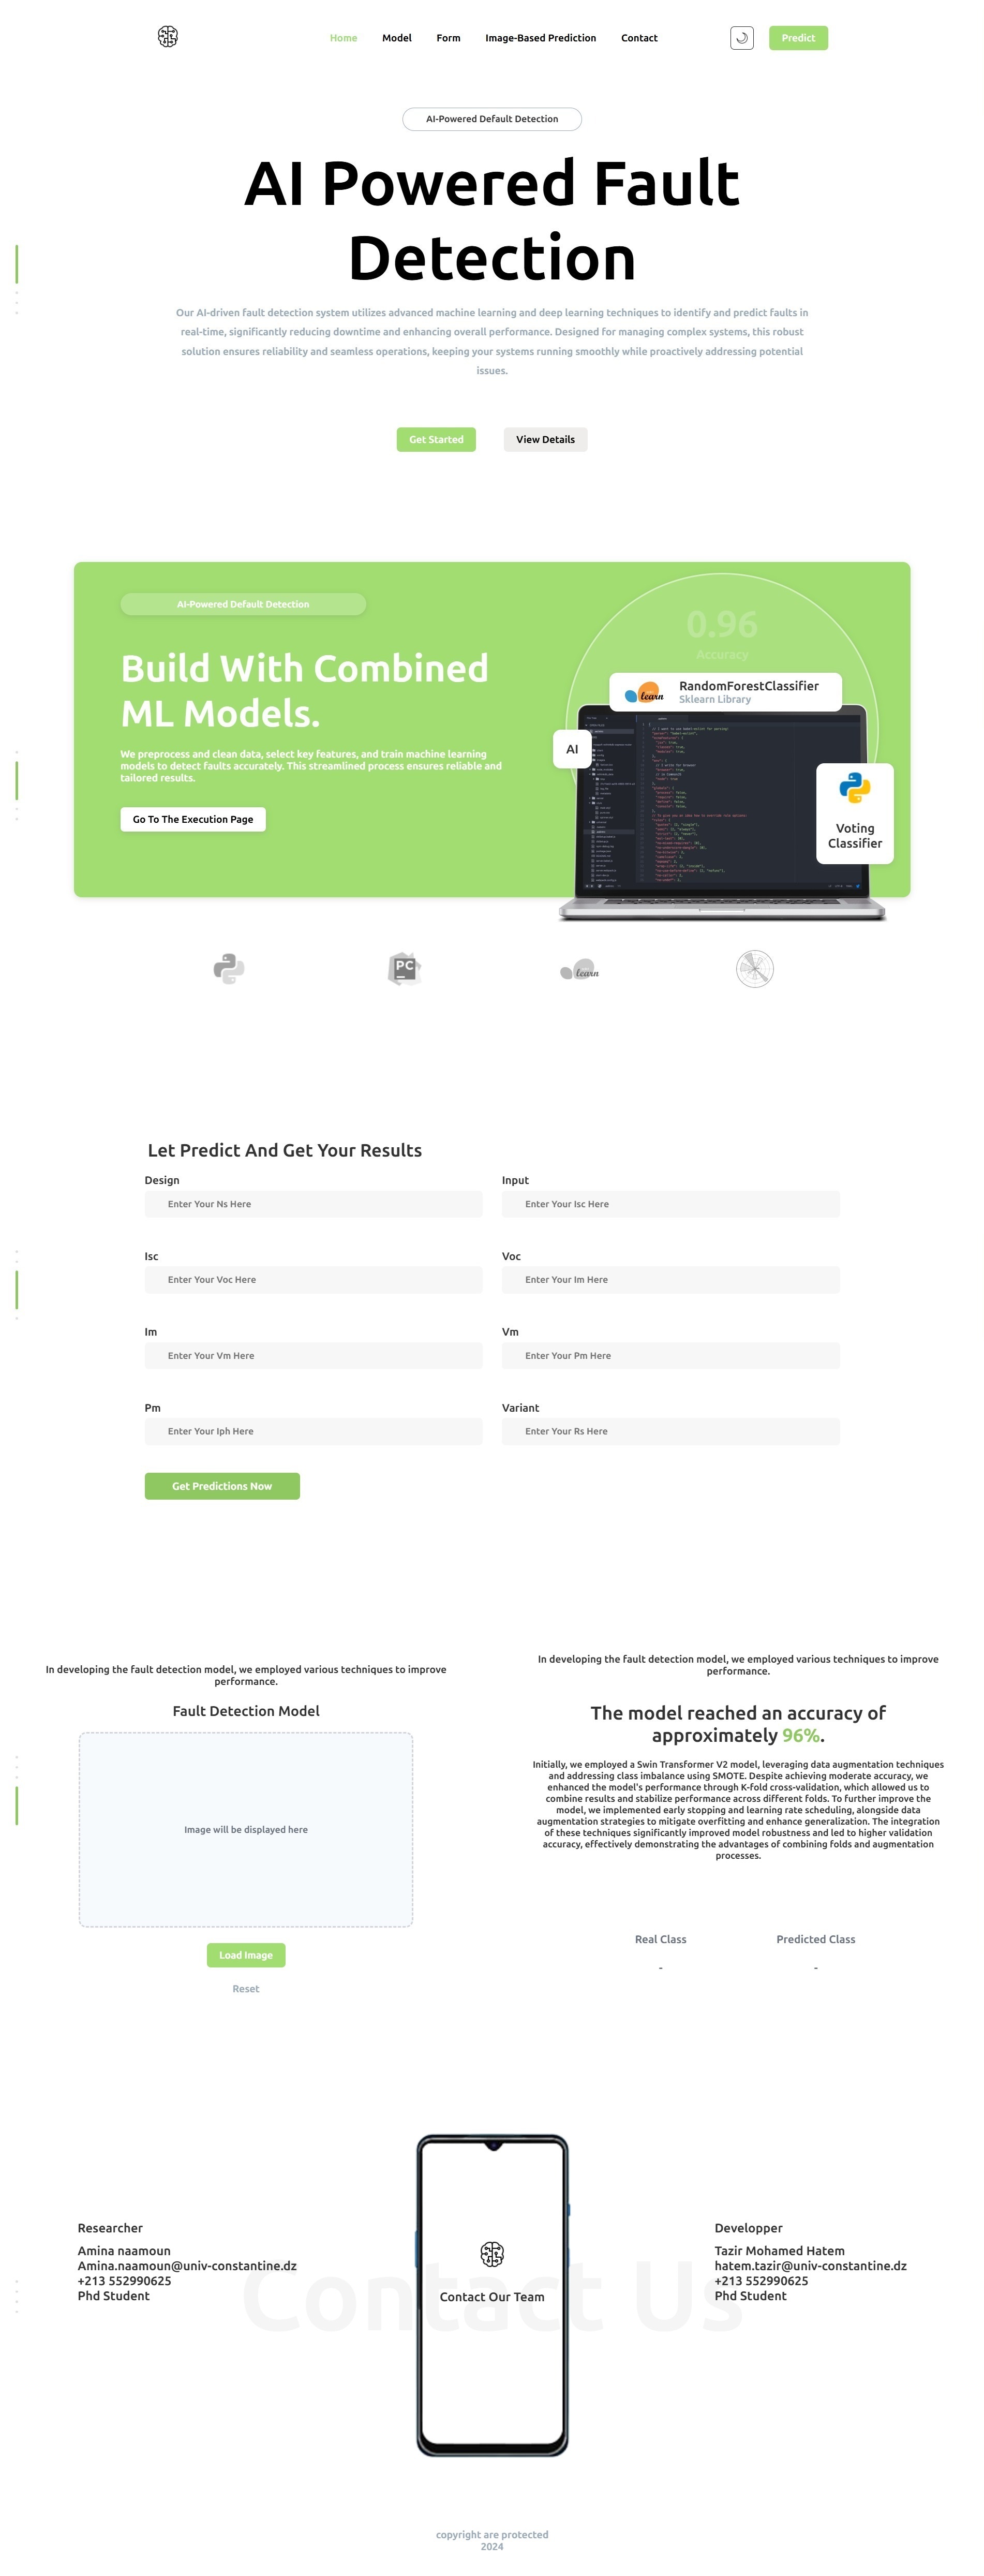 Home Model Form Image-Based Prediction Contact Predict
AI-Powered Default Detection
AI Powered Fault
Detection
Our AI-driven fault detection system utilizes advanced machine learning and deep learning techniques to identify and predict faults in
real-time, significantly reducing downtime and enhancing overall performance. Designed for managing complex systems, this robust
solution ensures reliability and seamless operations, keeping your systems running smoothly while proactively addressing potential
issues.
Get Started View Details
AI-Powered Default Detection
Build With Combined
ML Models.
We preprocess and clean data, select key features, and train machine learning
models to detect faults accurately. This streamlined process ensures reliable and
tailored results.
Go To The Execution Page
0.96
Accuracy
learn
RandomForestClassifier
Sklearn Library
AI
Voting
Classifier
PC
learn
Let Predict And Get Your Results
Design
Enter Your Ns Here
Input
Enter Your Isc Here
Isc
Enter Your Voc Here
Voc
Enter Your Im Here
Im
Enter Your Vm Here
Vm
Enter Your Pm Here
Pm
Enter Your Iph Here
Variant
Enter Your Rs Here
Get Predictions Now
In developing the fault detection model, we employed various techniques to improve
performance.
Fault Detection Model
Image will be displayed here
Load Image
Reset
In developing the fault detection model, we employed various techniques to improve
performance.
The model reached an accuracy of
approximately 96%.
Initially, we employed a Swin Transformer V2 model, leveraging data augmentation techniques
and addressing class imbalance using SMOTE. Despite achieving moderate accuracy, we
enhanced the model's performance through K-fold cross-validation, which allowed us to
combine results and stabilize performance across different folds. To further improve the
model, we implemented early stopping and learning rate scheduling, alongside data
augmentation strategies to mitigate overfitting and enhance generalization. The integration
of these techniques significantly improved model robustness and led to higher validation
accuracy, effectively demonstrating the advantages of combining folds and augmentation
processes.
Real Class Predicted Class
- -
Researcher
Amina naamoun
Amina.naamoun@univ-constantine.dz
+213 552990625
Phd Student
Contact Us
Contact Our Team
Developper
Tazir Mohamed Hatem
hatem.tazir@univ-constantine.dz
+213 552990625
Phd Student
copyright are protected
2024